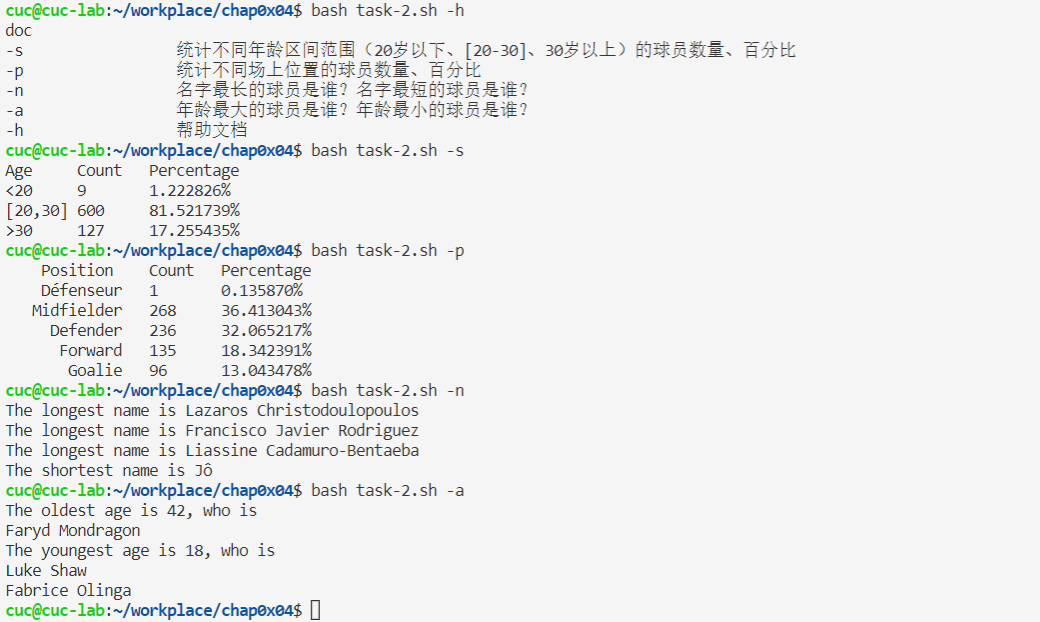 cuc@cuc-lab:~/workplace/chap0x04$ bash task-2.sh -h
doc
-s 统计不同年龄区间范围（20岁以下、[20-30]、30岁以上）的球员数量、百分比
-p 统计不同场上位置的球员数量、百分比
-n 名字最长的球员是谁？名字最短的球员是谁？
-a 年龄最大的球员是谁？年龄最小的球员是谁？
-h 帮助文档
cuc@cuc-lab:~/workplace/chap0x04$ bash task-2.sh -s
Age Count Percentage
<20 9 1.222826%
[20,30] 600 81.521739%
>30 127 17.255435%
cuc@cuc-lab:~/workplace/chap0x04$ bash task-2.sh -p
Position Count Percentage
Défenseur 1 0.135870%
Midfielder 268 36.413043%
Defender 236 32.065217%
Forward 135 18.342391%
Goalie 96 13.043478%
cuc@cuc-lab:~/workplace/chap0x04$ bash task-2.sh -n
The longest name is Lazaros Christodoulopoulos
The longest name is Francisco Javier Rodriguez
The longest name is Liassine Cadamuro-Bentaeba
The shortest name is Jô
cuc@cuc-lab:~/workplace/chap0x04$ bash task-2.sh -a
The oldest age is 42, who is
Faryd Mondragon
The youngest age is 18, who is
Luke Shaw
Fabrice Olinga
cuc@cuc-lab:~/workplace/chap0x04$